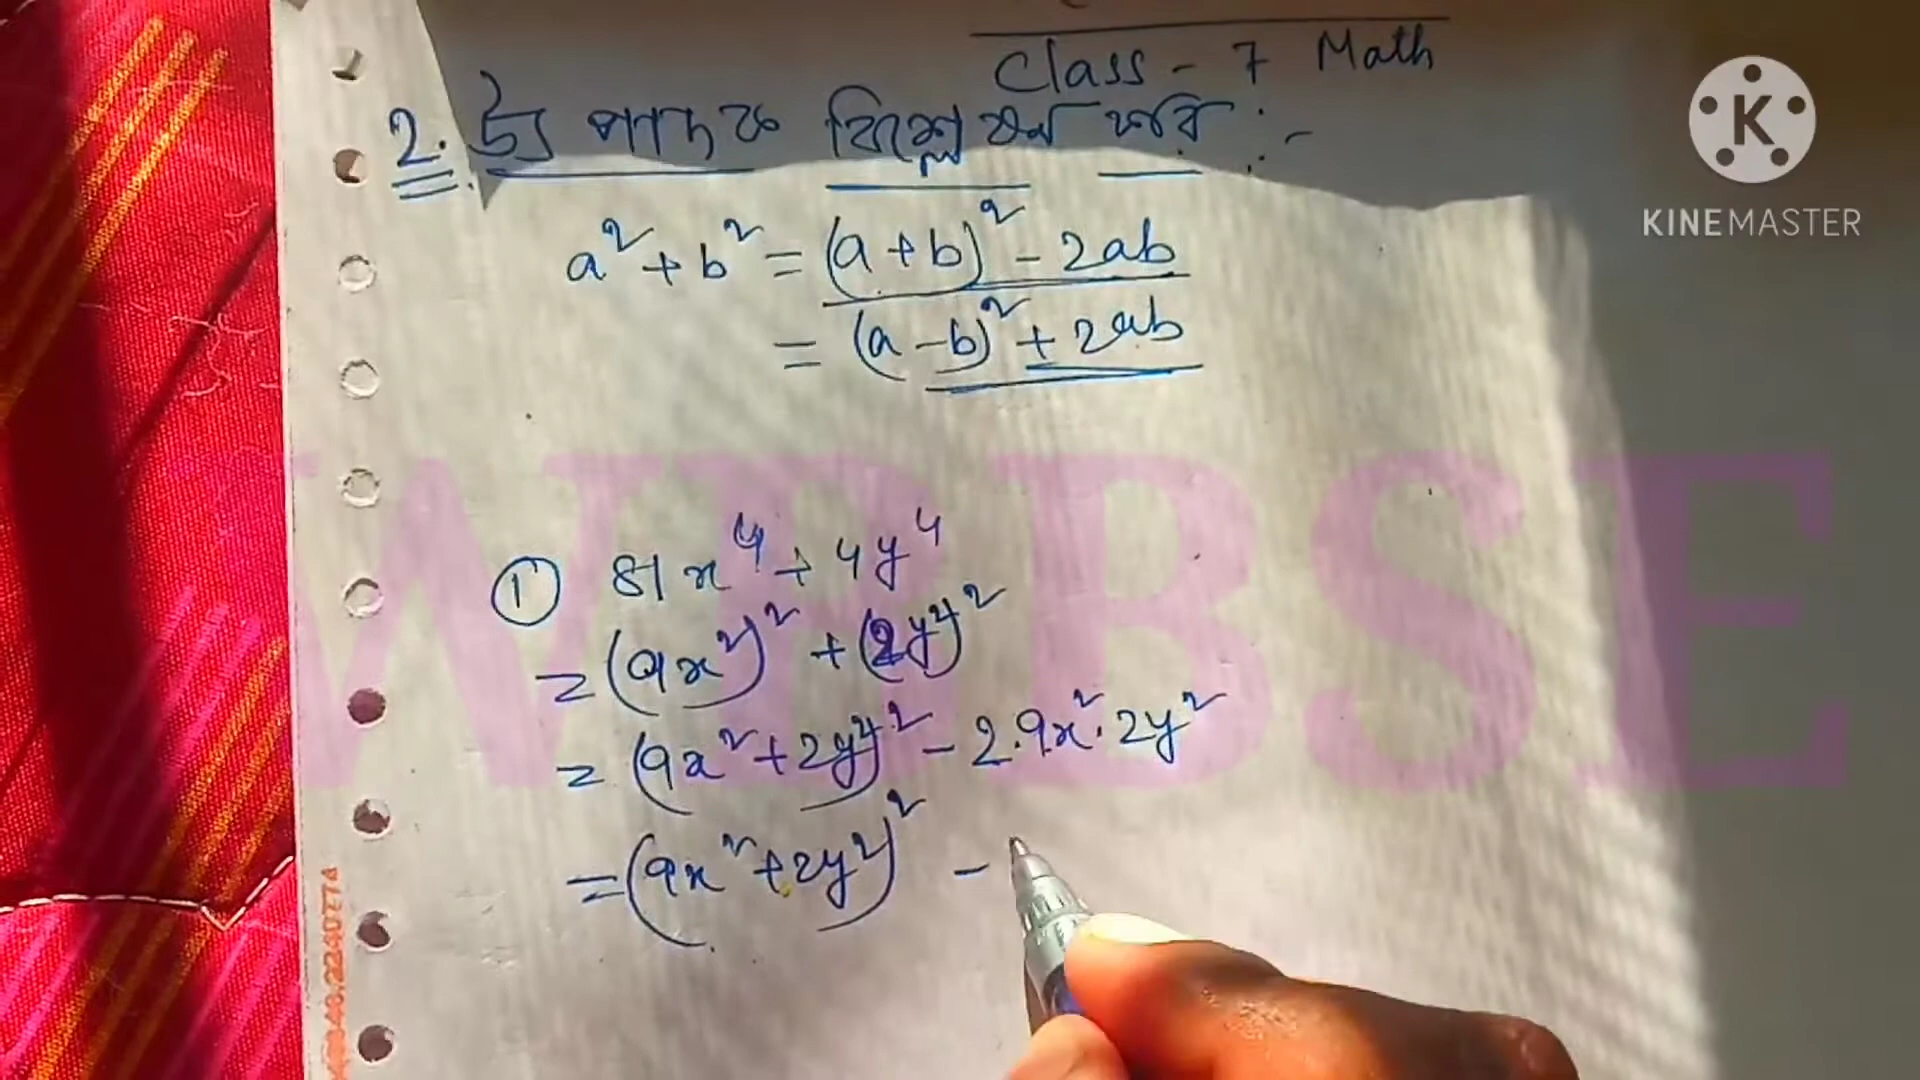 Class - 7 Math
2. উৎপাদকে বিশ্লেষণ করি :-
K
KINEMASTER
a² + b² = (a + b)² - 2ab
= (a - b)² + 2ab
WBBSE
① 81x⁴ + 4y⁴
= (9x²)² + (2y²)²
= (9x² + 2y²)² - 2.9x².2y²
= (9x² + 2y²)² -